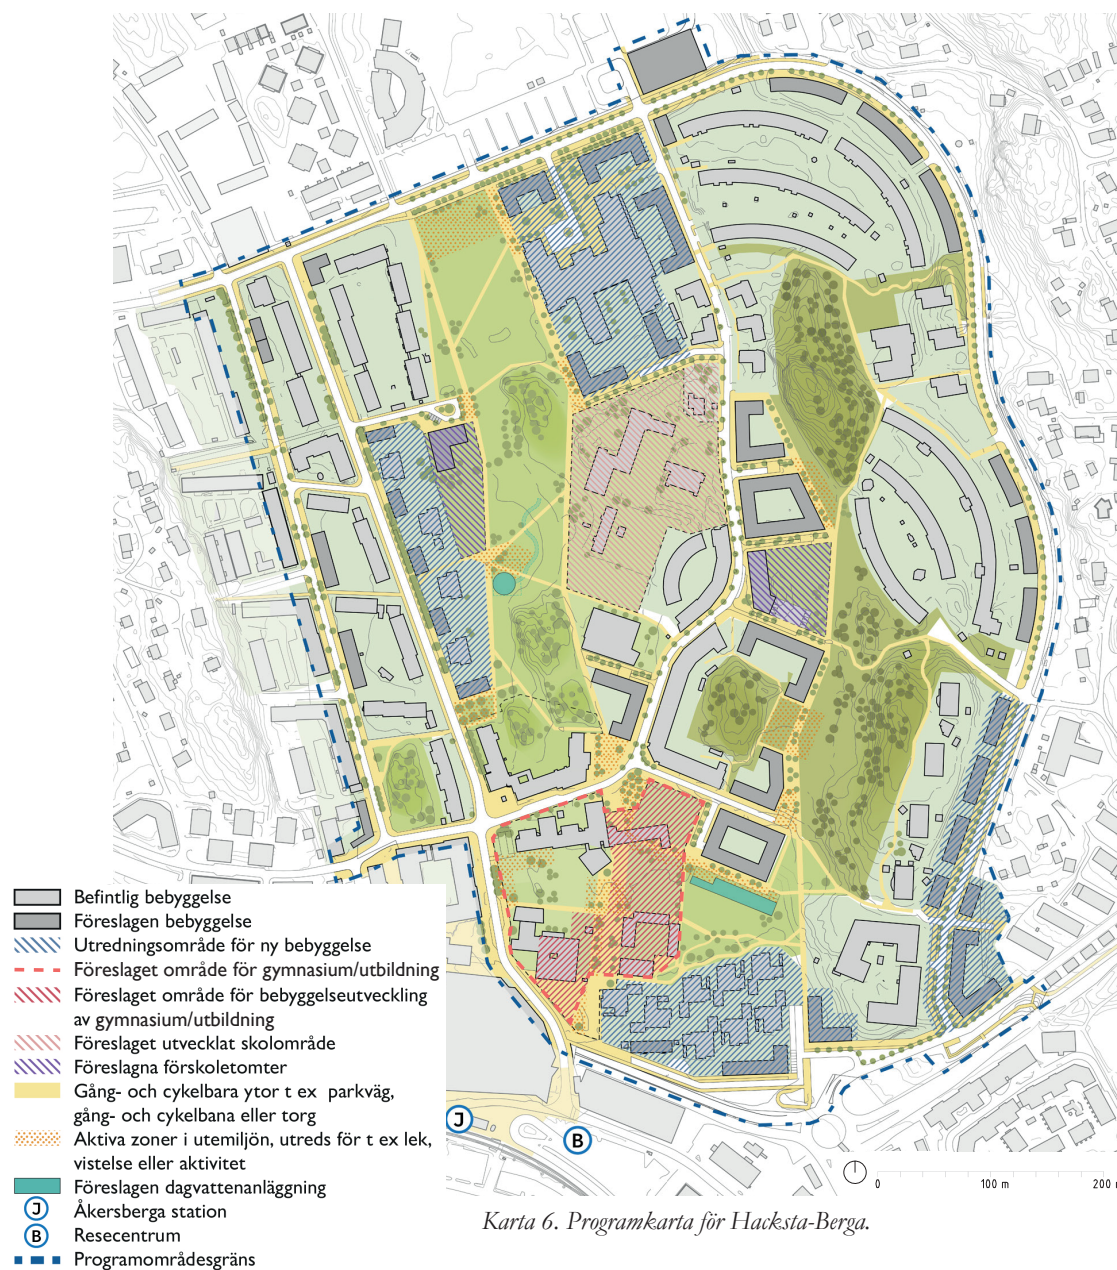 Befintlig bebyggelse
Föreslagen bebyggelse
Utredningsområde för ny bebyggelse
Föreslaget område för gymnasium/utbildning
Föreslaget område för bebyggelseutveckling
av gymnasium/utbildning
Föreslaget utvecklat skolområde
Föreslagna förskoletomter
Gång- och cykelbara ytor t ex parkväg,
gång- och cykelbana eller torg
Aktiva zoner i utemiljön, utreds för t ex lek,
vistelse eller aktivitet
Föreslagen dagvattenanläggning
J Åkersberga station
B Resecentrum
Programområdesgräns
J
B
0 100 m 200 m
Karta 6. Programkarta för Hacksta-Berga.